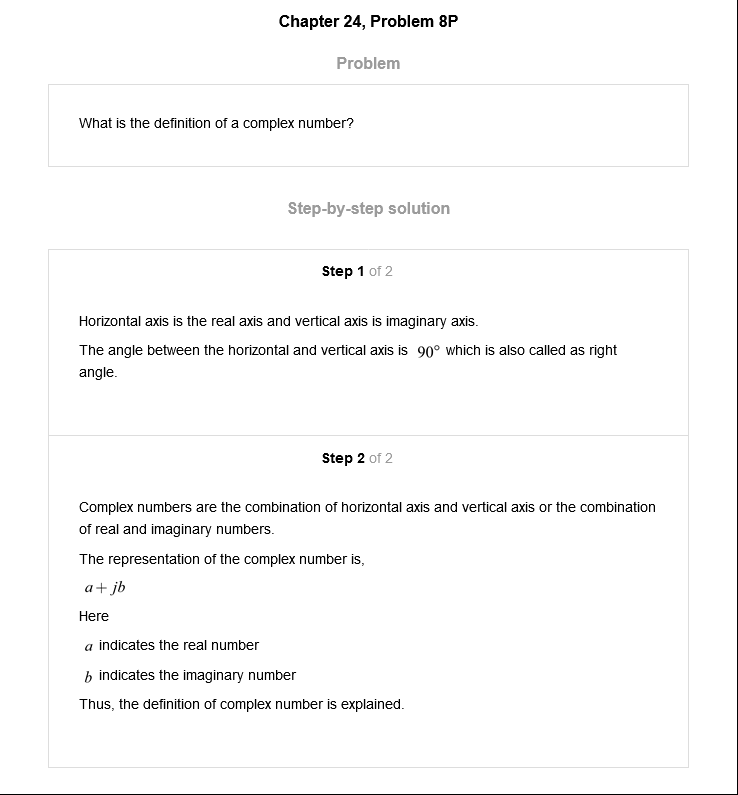 Chapter 24, Problem 8P
Problem
What is the definition of a complex number?
Step-by-step solution
Step 1 of 2
Horizontal axis is the real axis and vertical axis is imaginary axis.
The angle between the horizontal and vertical axis is 90° which is also called as right
angle.
Step 2 of 2
Complex numbers are the combination of horizontal axis and vertical axis or the combination
of real and imaginary numbers.
The representation of the complex number is,
a + jb
Here
a indicates the real number
b indicates the imaginary number
Thus, the definition of complex number is explained.